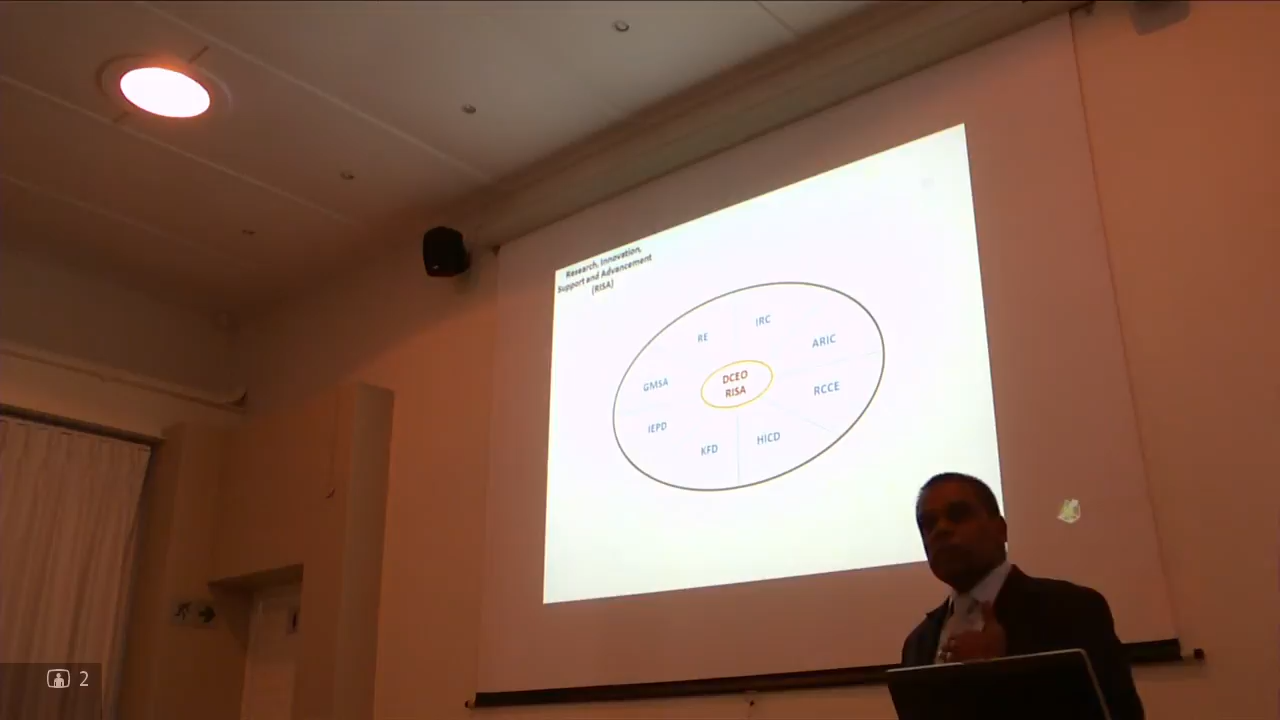 Research, Innovation,
Support and Advancement
(RISA)
IRC
RE
ARIC
GMSA
DCEO
RISA
RCCE
IEPD
HICD
KFD
2